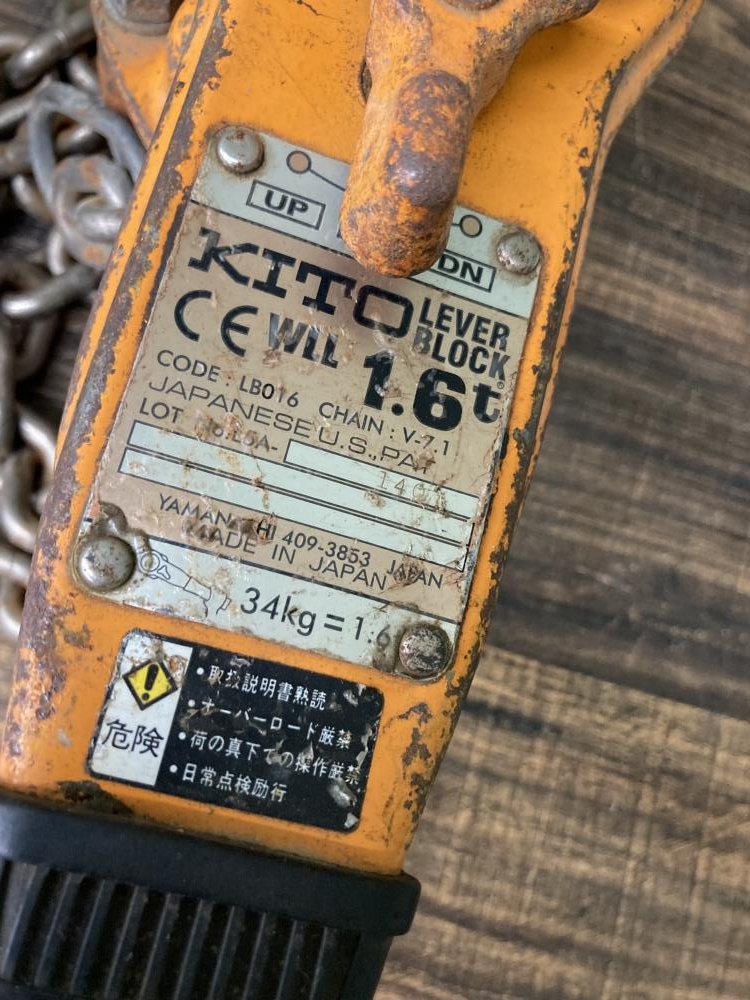 UP
DN
KITO LEVER BLOCK®
CE WLL 1.6t
CODE : LB016 CHAIN : V-7.1
JAPANESE U.S., PAT
LOT No.L5A-
YAMANASHI 409-3853 JAPAN
MADE IN JAPAN
34kg = 1.6
危険
・取扱説明書熟読
・オーバーロード厳禁
・荷の真下での操作厳禁
・日常点検励行